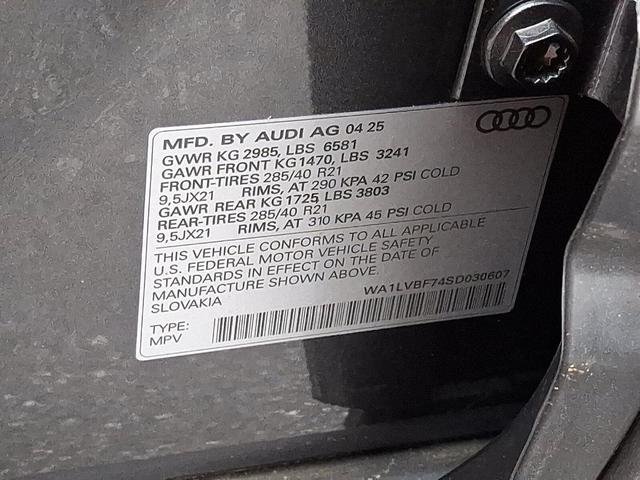 MFD. BY AUDI AG 04 25
GVWR KG 2985, LBS 6581
GAWR FRONT KG1470, LBS 3241
FRONT-TIRES 285/40 R21
9,5JX21 RIMS, AT 290 KPA 42 PSI COLD
GAWR REAR KG 1725, LBS 3803
REAR-TIRES 285/40 R21
9,5JX21 RIMS, AT 310 KPA 45 PSI COLD
THIS VEHICLE CONFORMS TO ALL APPLICABLE
U.S. FEDERAL MOTOR VEHICLE SAFETY
STANDARDS IN EFFECT ON THE DATE OF
MANUFACTURE SHOWN ABOVE.
SLOVAKIA
WA1LVBF74SD030607
TYPE:
MPV